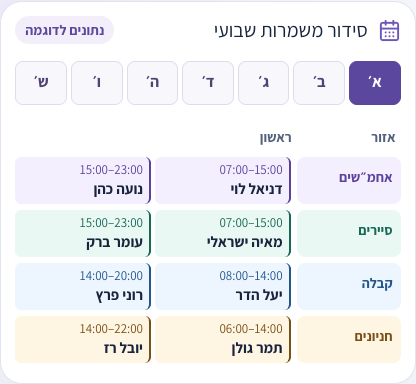 סידור משמרות שבועי
נתונים לדוגמה
א׳ ב׳ ג׳ ד׳ ה׳ ו׳ ש׳
אזור ראשון
אחמ״שים
07:00–15:00
דניאל לוי
15:00–23:00
נועה כהן
סיירים
07:00–15:00
מאיה ישראלי
15:00–23:00
עומר ברק
קבלה
08:00–14:00
יעל הדר
14:00–20:00
רוני פרץ
חניונים
06:00–14:00
תמר גולן
14:00–22:00
יובל רז